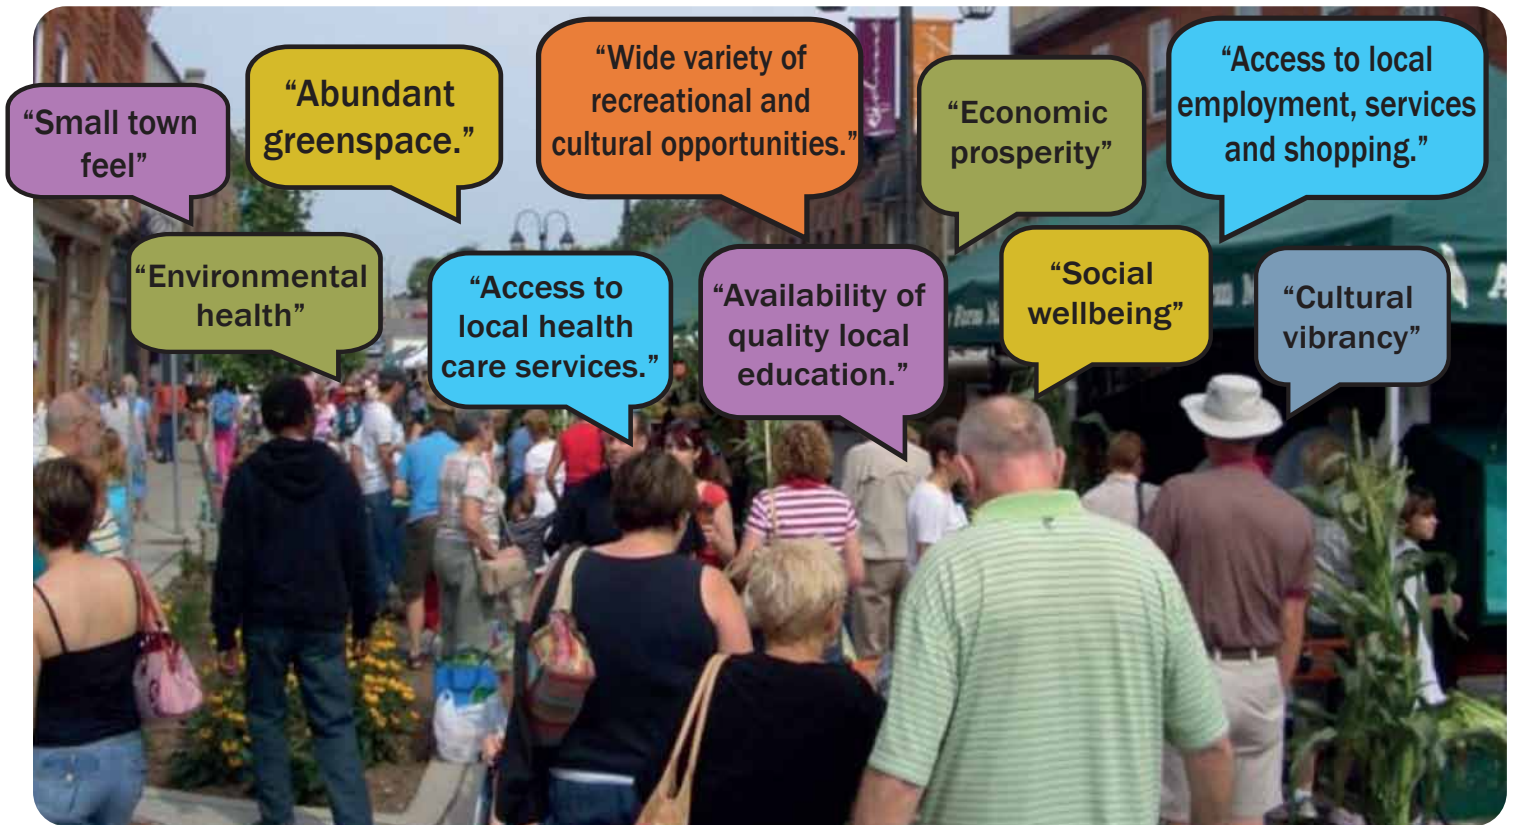 “Small town
feel”
“Abundant
greenspace.”
“Wide variety of
recreational and
cultural opportunities.”
“Economic
prosperity”
“Access to local
employment, services
and shopping.”
“Environmental
health”
“Access to
local health
care services.”
“Availability of
quality local
education.”
“Social
wellbeing”
“Cultural
vibrancy”
Farm